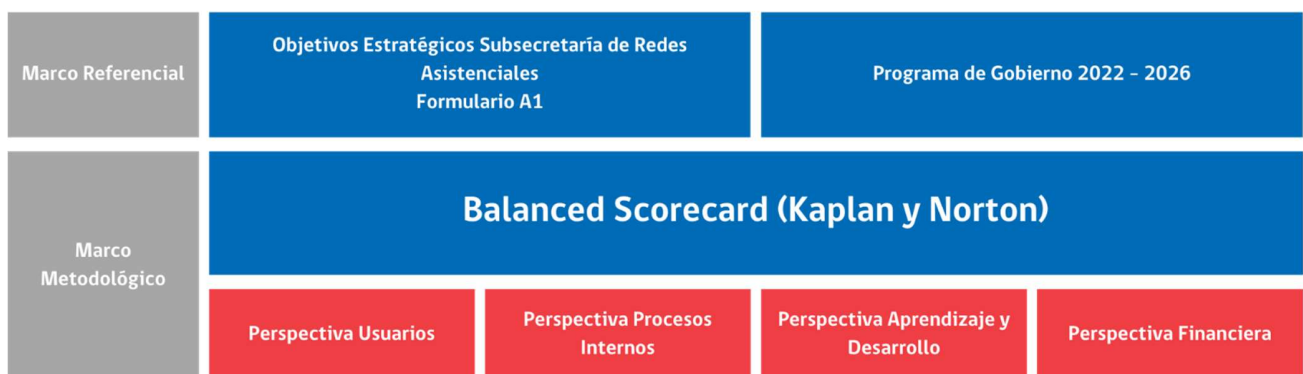 Marco Referencial
Objetivos Estratégicos Subsecretaría de Redes
Asistenciales
Formulario A1
Programa de Gobierno 2022 – 2026
Marco
Metodológico
Balanced Scorecard (Kaplan y Norton)
Perspectiva Usuarios
Perspectiva Procesos
Internos
Perspectiva Aprendizaje y
Desarrollo
Perspectiva Financiera